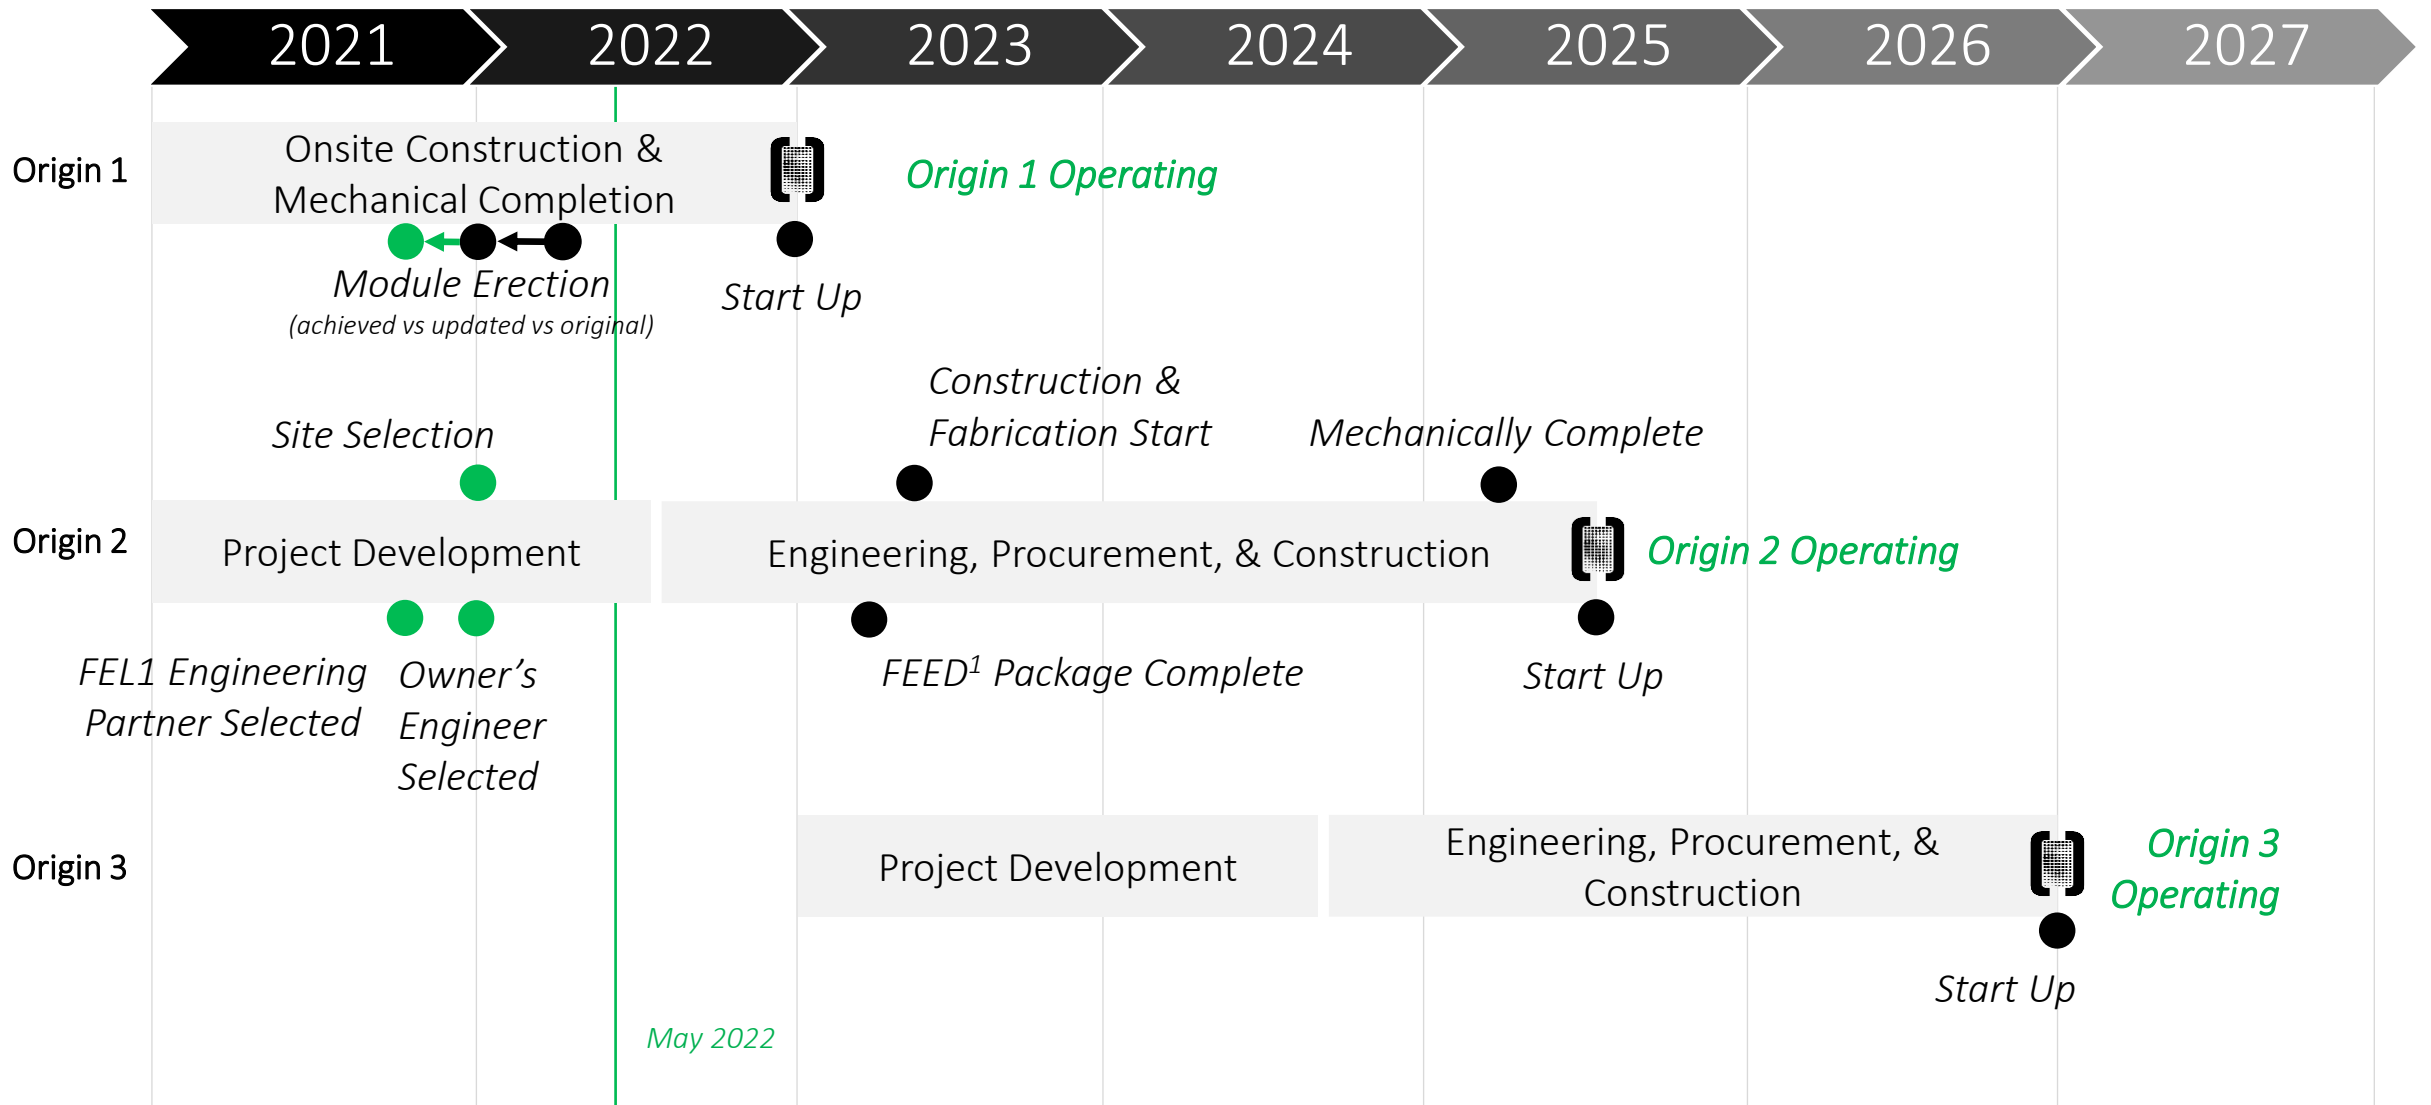 2021 2022 2023 2024 2025 2026 2027
Origin 1
Onsite Construction &
Mechanical Completion
Origin 1 Operating
Module Erection
(achieved vs updated vs original)
Start Up
Site Selection
Construction &
Fabrication Start
Mechanically Complete
Origin 2
Project Development
Engineering, Procurement, & Construction
Origin 2 Operating
FEL1 Engineering
Partner Selected
Owner’s
Engineer
Selected
FEED¹ Package Complete
Start Up
Origin 3
Project Development
Engineering, Procurement, &
Construction
Origin 3
Operating
Start Up
May 2022